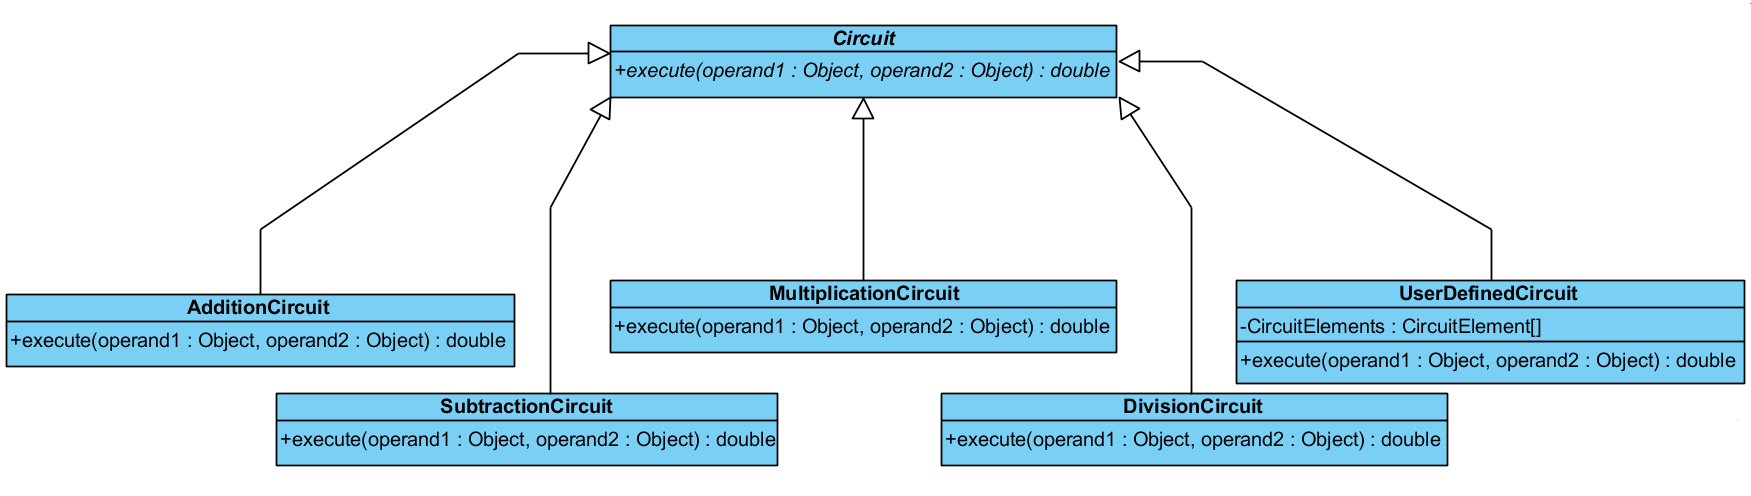 Circuit
+execute(operand1 : Object, operand2 : Object) : double
AdditionCircuit
+execute(operand1 : Object, operand2 : Object) : double
SubtractionCircuit
+execute(operand1 : Object, operand2 : Object) : double
MultiplicationCircuit
+execute(operand1 : Object, operand2 : Object) : double
DivisionCircuit
+execute(operand1 : Object, operand2 : Object) : double
UserDefinedCircuit
-CircuitElements : CircuitElement[]
+execute(operand1 : Object, operand2 : Object) : double